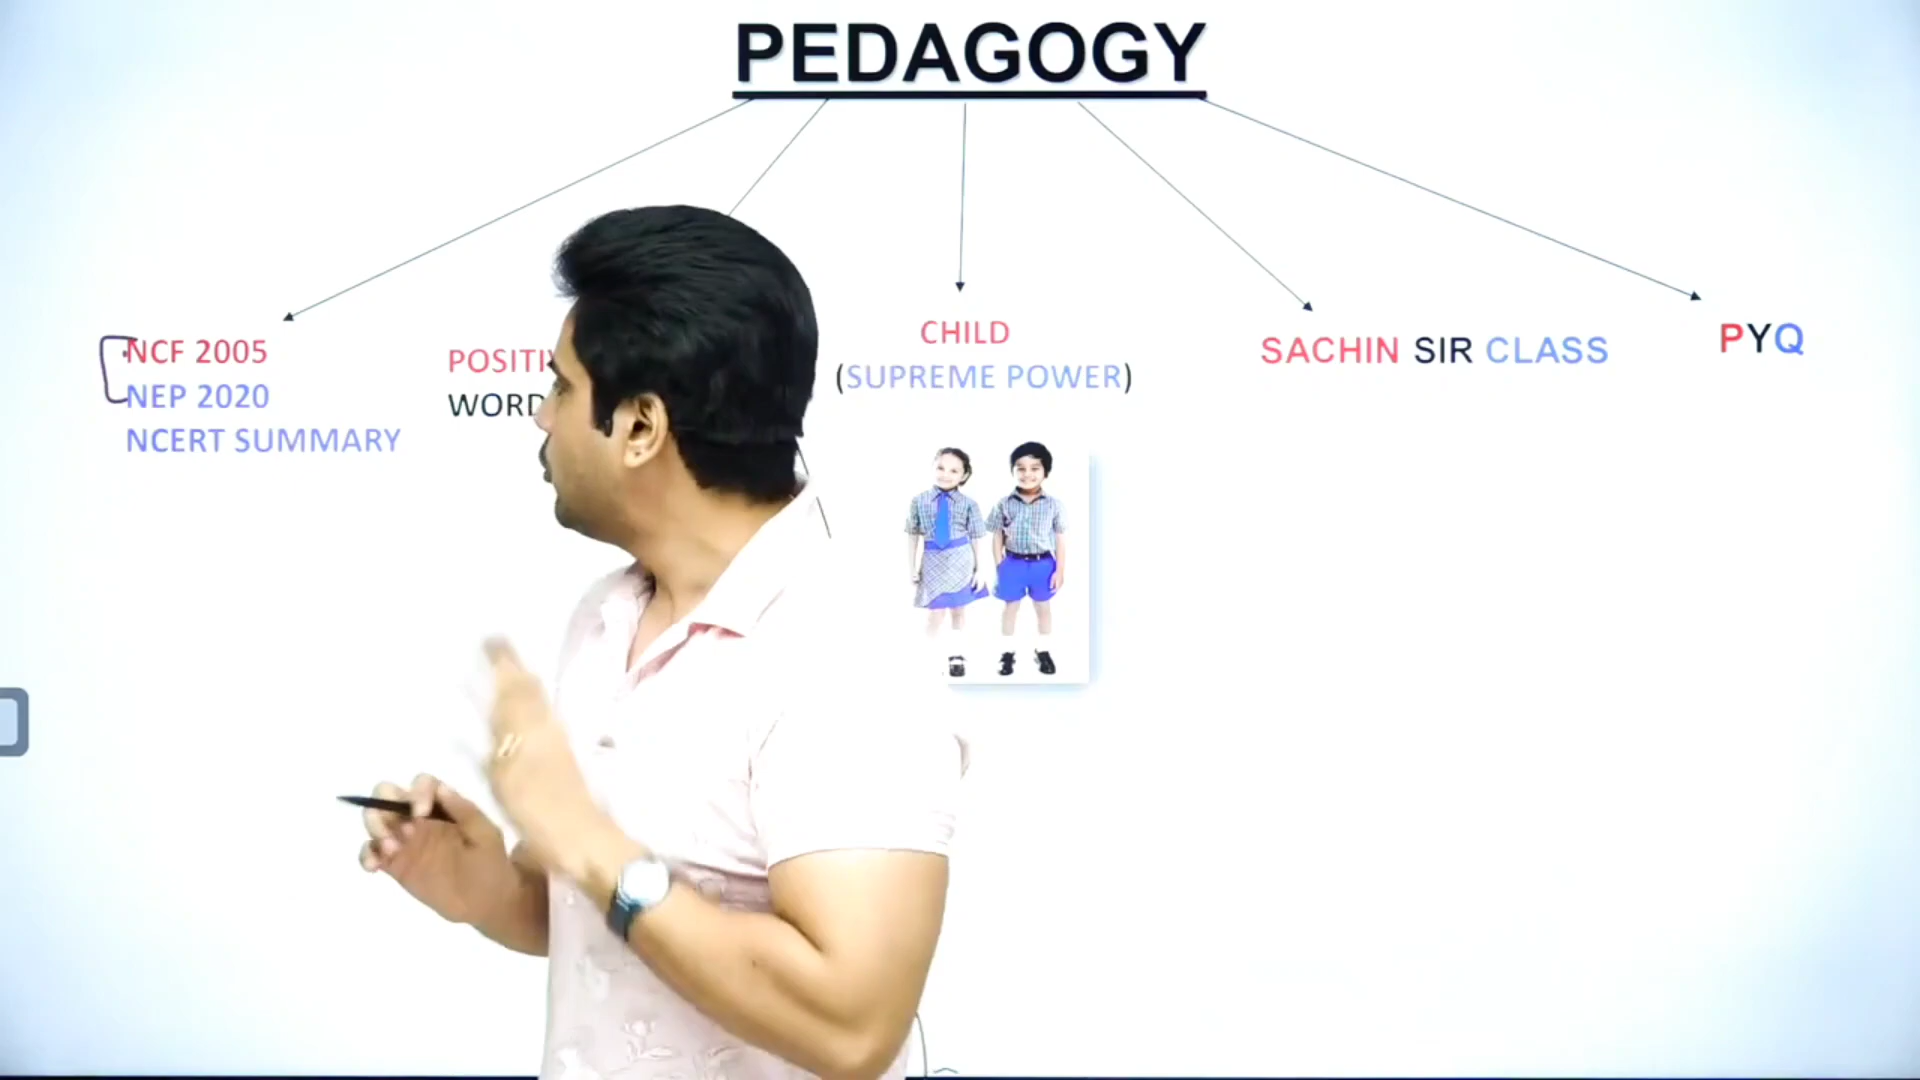 PEDAGOGY
NCF 2005
NEP 2020
NCERT SUMMARY
CHILD
(SUPREME POWER)
SACHIN SIR CLASS
PYQ